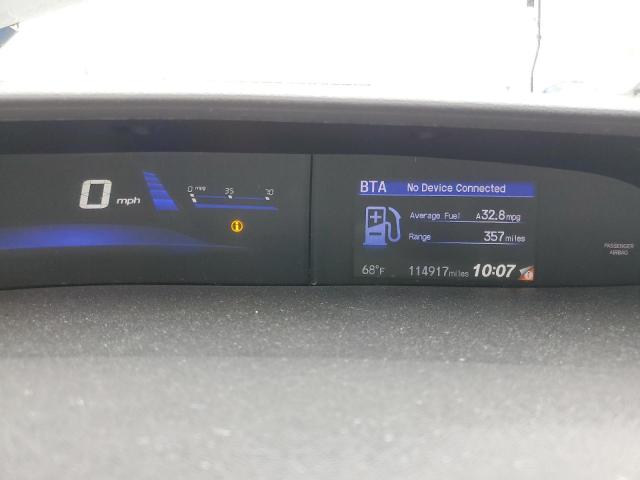 0 mph
0 mpg 35 70
BTA No Device Connected
Average Fuel A 32.8 mpg
Range 357 miles
68°F 114917 miles 10:07
PASSENGER
AIRBAG